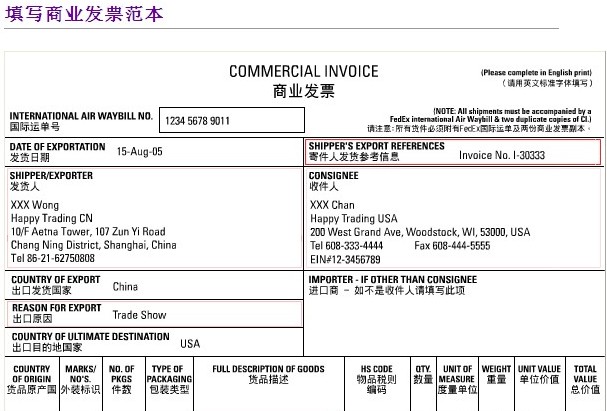 填写商业发票范本
COMMERCIAL INVOICE
商业发票
(Please complete in English print)
(请用英文标准字体填写)
INTERNATIONAL AIR WAYBILL NO.
国际运单号
1234 5678 9011
(NOTE: All shipments must be accompanied by a
FedEx international Air Waybill & two duplicate copies of CI.)
请注意:所有货件必须附有FedEx国际运单及两份商业发票副本。
DATE OF EXPORTATION
发货日期
15-Aug-05
SHIPPER'S EXPORT REFERENCES
寄件人发货参考信息
Invoice No. I-30333
SHIPPER/EXPORTER
发货人
XXX Wong
Happy Trading CN
10/F Aetna Tower, 107 Zun Yi Road
Chang Ning District, Shanghai, China
Tel 86-21-62750808
CONSIGNEE
收件人
XXX Chan
Happy Trading USA
200 West Grand Ave, Woodstock, WI, 53000, USA
Tel 608-333-4444 Fax 608-444-5555
EIN#12-3456789
COUNTRY OF EXPORT
出口发货国家
China
IMPORTER - IF OTHER THAN CONSIGNEE
进口商 - 如不是收件人请填写此项
REASON FOR EXPORT
出口原因
Trade Show
COUNTRY OF ULTIMATE DESTINATION
出口目的地国家
USA
COUNTRY
OF ORIGIN
货品原产国
MARKS/
NO'S.
外装标识
NO. OF
PKGS
件数
TYPE OF
PACKAGING
包装类型
FULL DESCRIPTION OF GOODS
货品描述
HS CODE
物品税则
编码
QTY.
数量
UNIT OF
MEASURE
度量单位
WEIGHT
重量
UNIT VALUE
单位价值
TOTAL
VALUE
总价值